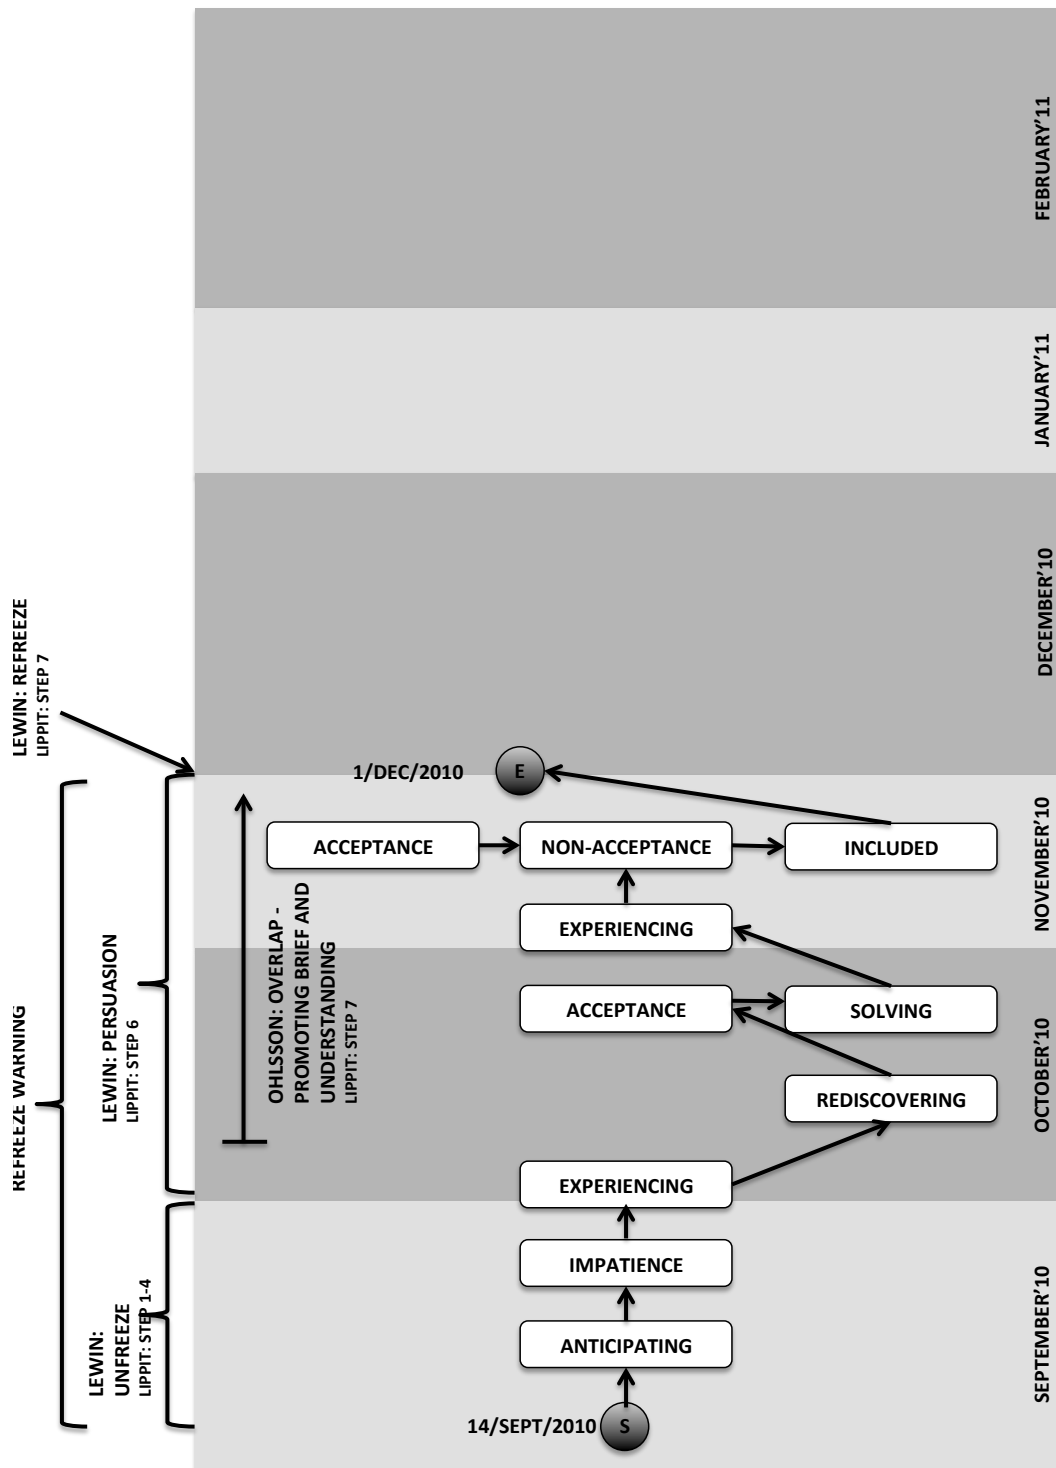 FEBRUARY'11
JANUARY'11
DECEMBER'10
NOVEMBER'10
OCTOBER'10
SEPTEMBER'10
LEWIN: REFREEZE
LIPPIT: STEP 7
REFREEZE WARNING
LEWIN: PERSUASION
LIPPIT: STEP 6
LEWIN:
UNFREEZE
LIPPIT: STEP 1-4
OHLSSON: OVERLAP -
PROMOTING BRIEF AND
UNDERSTANDING
LIPPIT: STEP 7
1/DEC/2010
E
ACCEPTANCE
NON-ACCEPTANCE
INCLUDED
EXPERIENCING
ACCEPTANCE
SOLVING
REDISCOVERING
EXPERIENCING
IMPATIENCE
ANTICIPATING
14/SEPT/2010
S